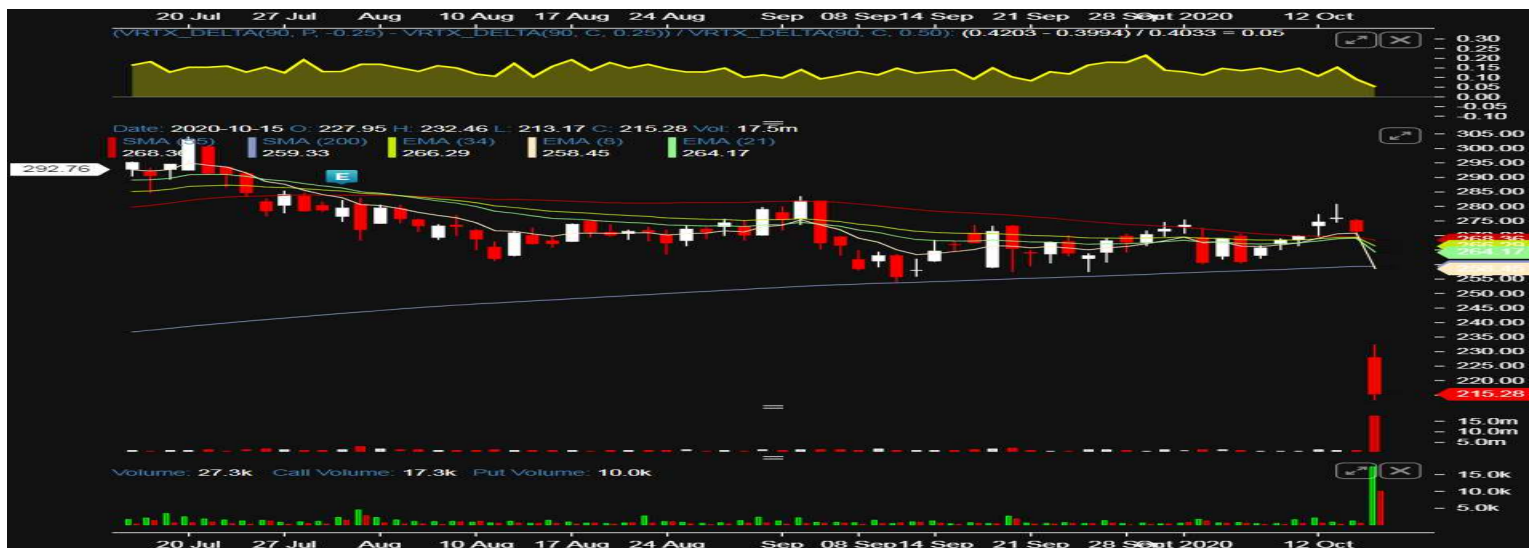 20 Jul 27 Jul Aug 10 Aug 17 Aug 24 Aug Sep 08 Sep 14 Sep 21 Sep 28 Sep 2020 12 Oct
(VRTX_DELTA(90, P, -0.25) - VRTX_DELTA(90, C, 0.25)) / VRTX_DELTA(90, C, 0.50): (0.4203 - 0.3994) / 0.4033 = 0.05
0.30
0.25
0.20
0.15
0.10
0.05
0.00
-0.05
-0.10
Date: 2020-10-15 O: 227.95 H: 232.46 L: 213.17 C: 215.28 Vol: 17.5m
SMA (200) EMA (34) EMA (8) EMA (21)
268.36 259.33 266.29 258.45 264.17
292.76
E
305.00
300.00
295.00
290.00
285.00
280.00
275.00
268.36
264.17
255.00
250.00
245.00
240.00
235.00
230.00
225.00
220.00
215.28
15.0m
10.0m
5.0m
Volume: 27.3k Call Volume: 17.3k Put Volume: 10.0k
15.0k
10.0k
5.0k
20 Jul 27 Jul Aug 10 Aug 17 Aug 24 Aug Sep 08 Sep 14 Sep 21 Sep 28 Sep 2020 12 Oct